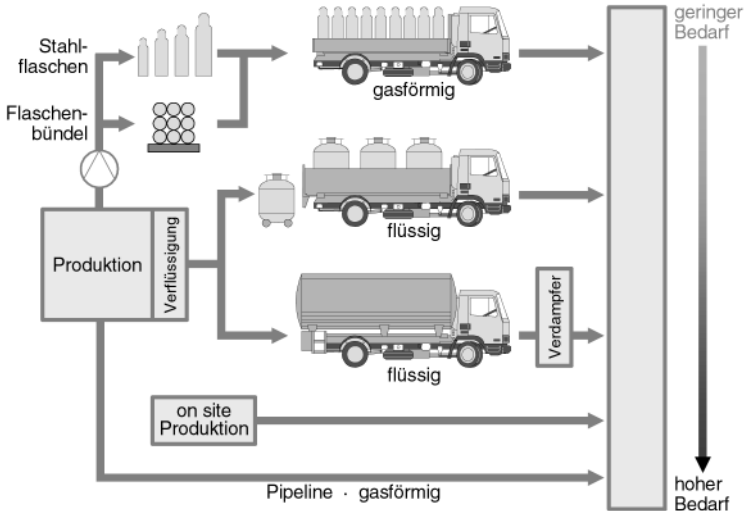 Stahl-
flaschen
Flaschen-
bündel
gasförmig
geringer
Bedarf
flüssig
Produktion
Verflüssigung
flüssig
Verdampfer
on site
Produktion
Pipeline · gasförmig
hoher
Bedarf